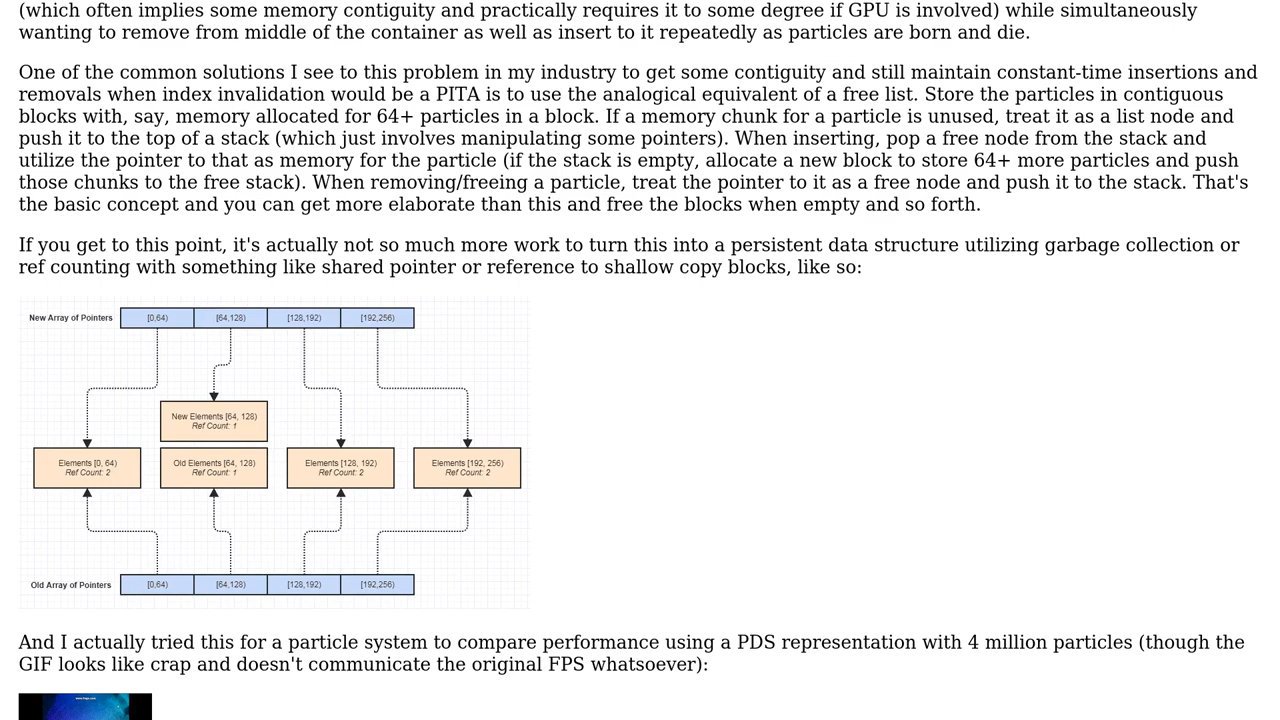 (which often implies some memory contiguity and practically requires it to some degree if GPU is involved) while simultaneously
wanting to remove from middle of the container as well as insert to it repeatedly as particles are born and die.
One of the common solutions I see to this problem in my industry to get some contiguity and still maintain constant-time insertions and
removals when index invalidation would be a PITA is to use the analogical equivalent of a free list. Store the particles in contiguous
blocks with, say, memory allocated for 64+ particles in a block. If a memory chunk for a particle is unused, treat it as a list node and
push it to the top of a stack (which just involves manipulating some pointers). When inserting, pop a free node from the stack and
utilize the pointer to that as memory for the particle (if the stack is empty, allocate a new block to store 64+ more particles and push
those chunks to the free stack). When removing/freeing a particle, treat the pointer to it as a free node and push it to the stack. That's
the basic concept and you can get more elaborate than this and free the blocks when empty and so forth.
If you get to this point, it's actually not so much more work to turn this into a persistent data structure utilizing garbage collection or
ref counting with something like shared pointer or reference to shallow copy blocks, like so:
New Array of Pointers [0,64) [64,128) [128,192) [192,256)
New Elements [64, 128)
Ref Count: 1
Elements [0, 64) Old Elements [64, 128) Elements [128, 192) Elements [192, 256)
Ref Count: 2 Ref Count: 1 Ref Count: 2 Ref Count: 2
Old Array of Pointers [0,64) [64,128) [128,192) [192,256)
And I actually tried this for a particle system to compare performance using a PDS representation with 4 million particles (though the
GIF looks like crap and doesn't communicate the original FPS whatsoever):